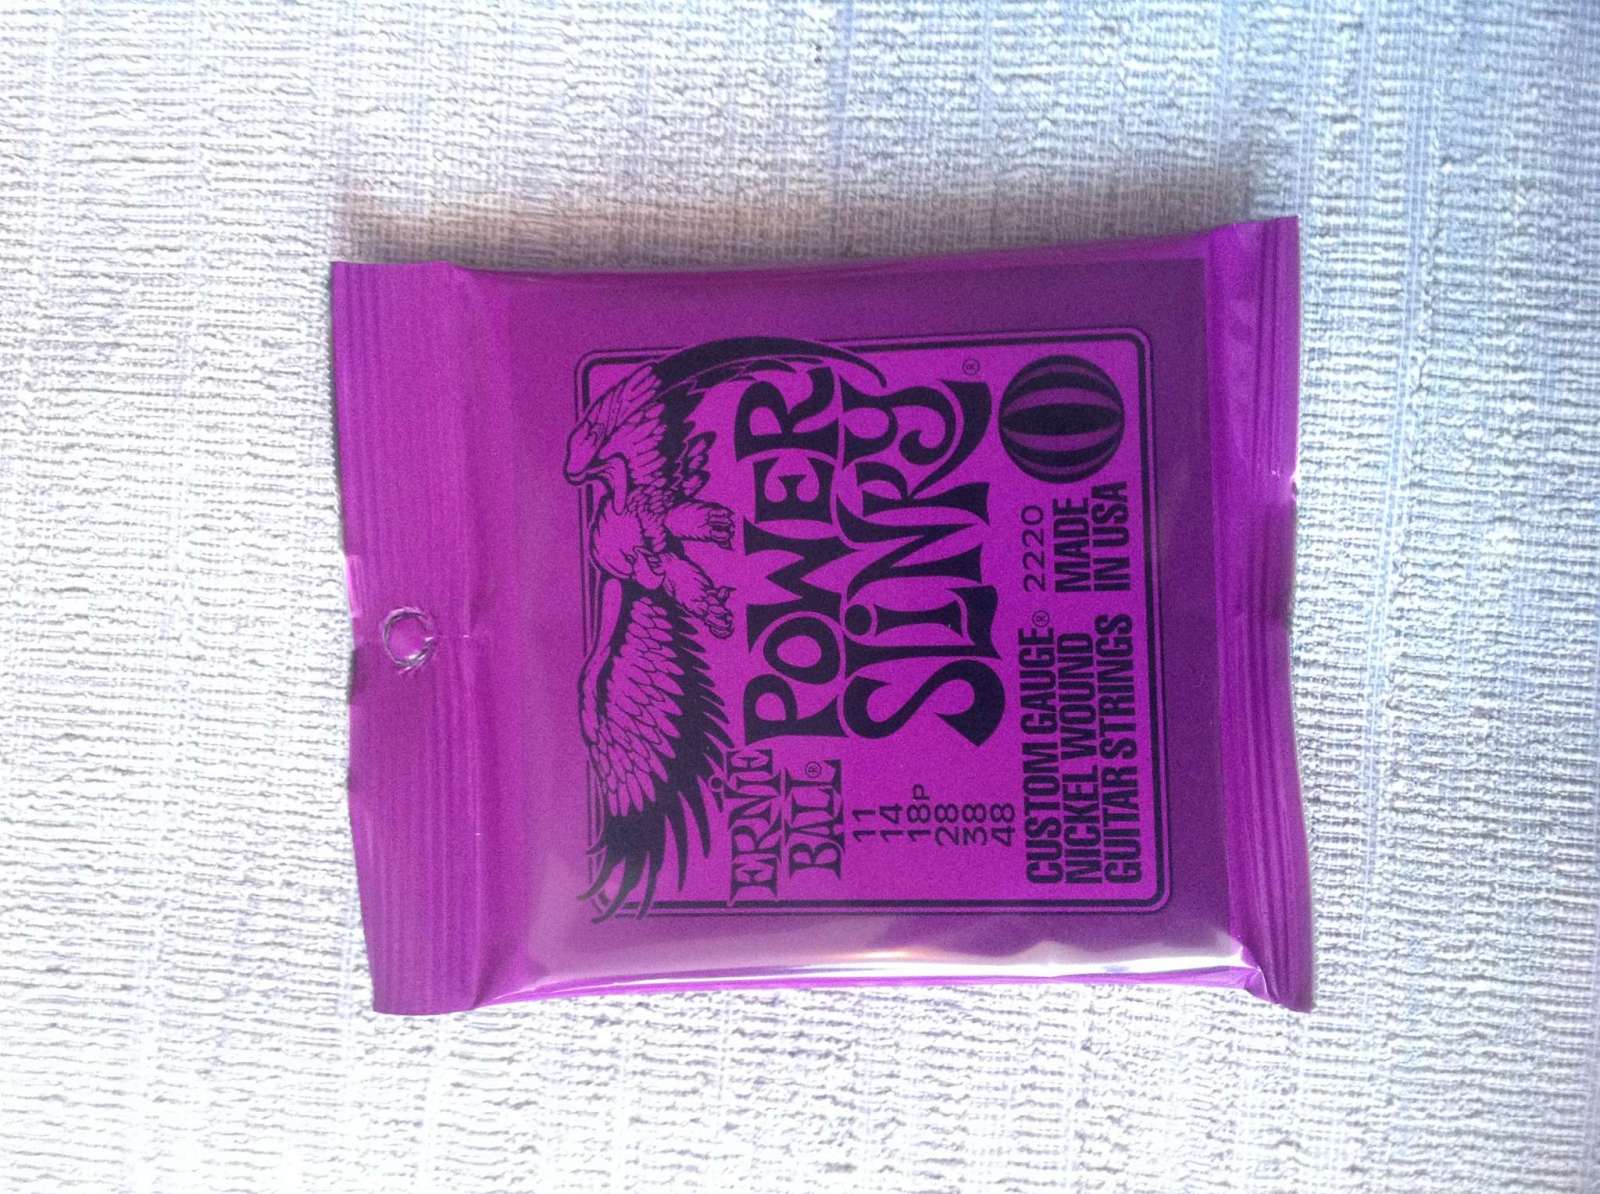 ERNIE
BALL®
POWER
SLINKY®
11
14
18P
28
38
48
CUSTOM GAUGE® 2220
NICKEL WOUND MADE
GUITAR STRINGS IN USA